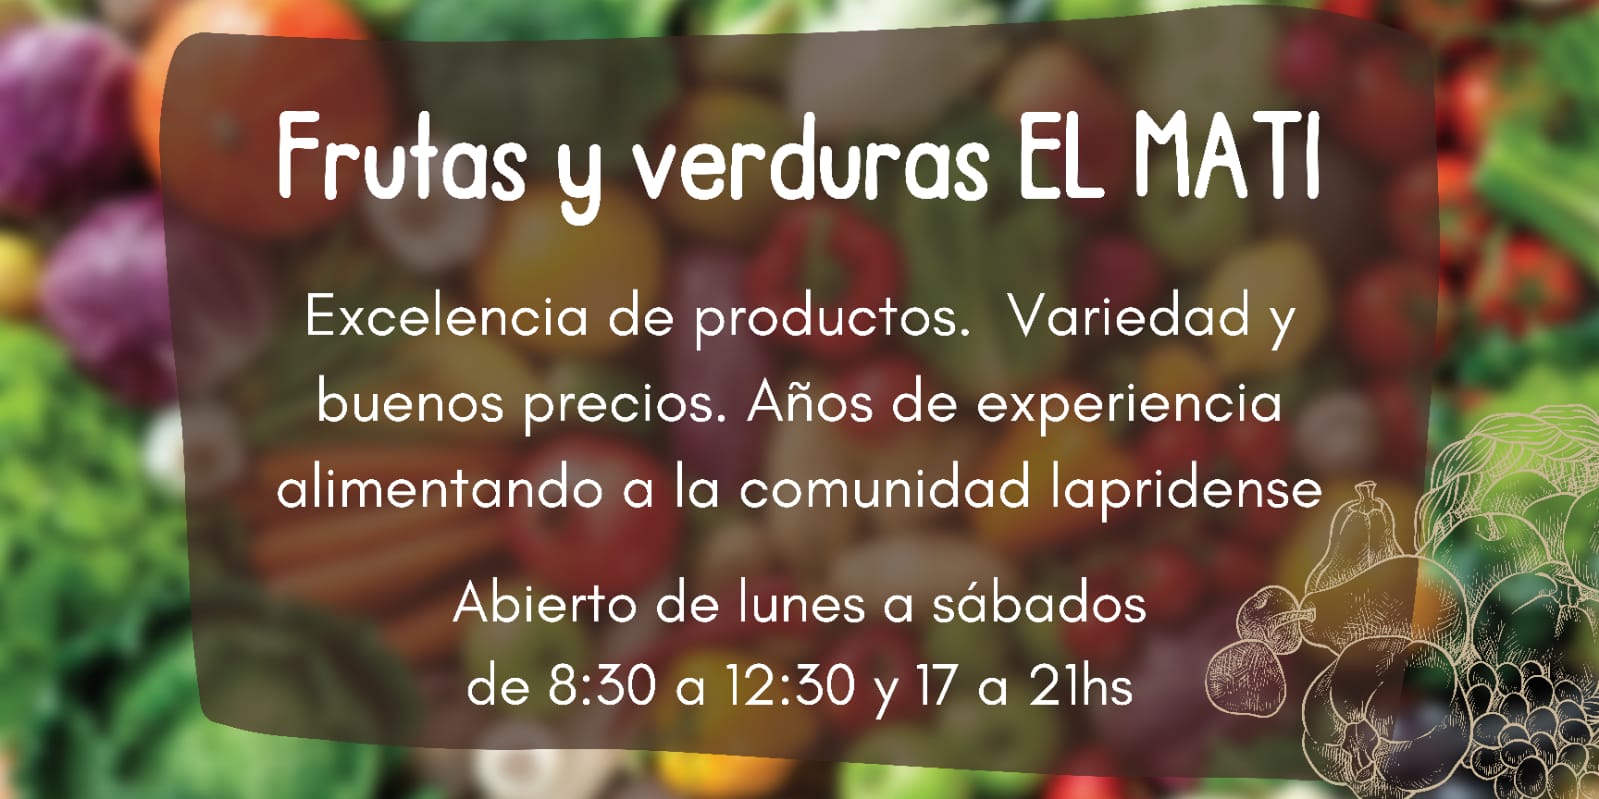 Frutas y verduras EL MATI
Excelencia de productos.  Variedad y
buenos precios. Años de experiencia
alimentando a la comunidad lapridense
Abierto de lunes a sábados
de 8:30 a 12:30 y 17 a 21hs